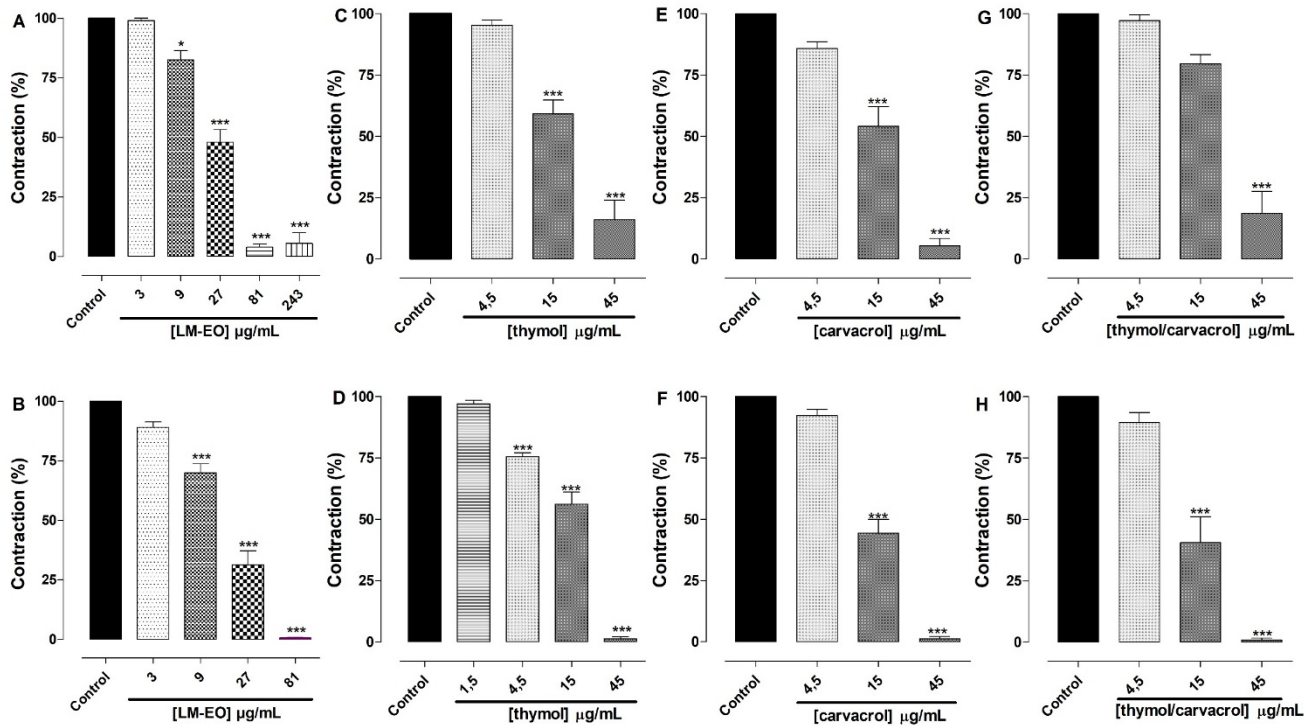 A
Contraction (%)
100
75
50
25
0
*
***
***
***
Control
3
9
27
81
243
[LM-EO] µg/mL
C
Contraction (%)
100
75
50
25
0
***
***
Control
4,5
15
45
[thymol] µg/mL
E
Contraction (%)
100
75
50
25
0
***
***
Control
4,5
15
45
[carvacrol] µg/mL
G
Contraction (%)
100
75
50
25
0
***
Control
4,5
15
45
[thymol/carvacrol] µg/mL
B
Contraction (%)
100
75
50
25
0
***
***
***
Control
3
9
27
81
[LM-EO] µg/mL
D
Contraction (%)
100
75
50
25
0
***
***
***
Control
1,5
4,5
15
45
[thymol] µg/mL
F
Contraction (%)
100
75
50
25
0
***
***
Control
4,5
15
45
[carvacrol] µg/mL
H
Contraction (%)
100
75
50
25
0
***
***
Control
4,5
15
45
[thymol/carvacrol] µg/mL